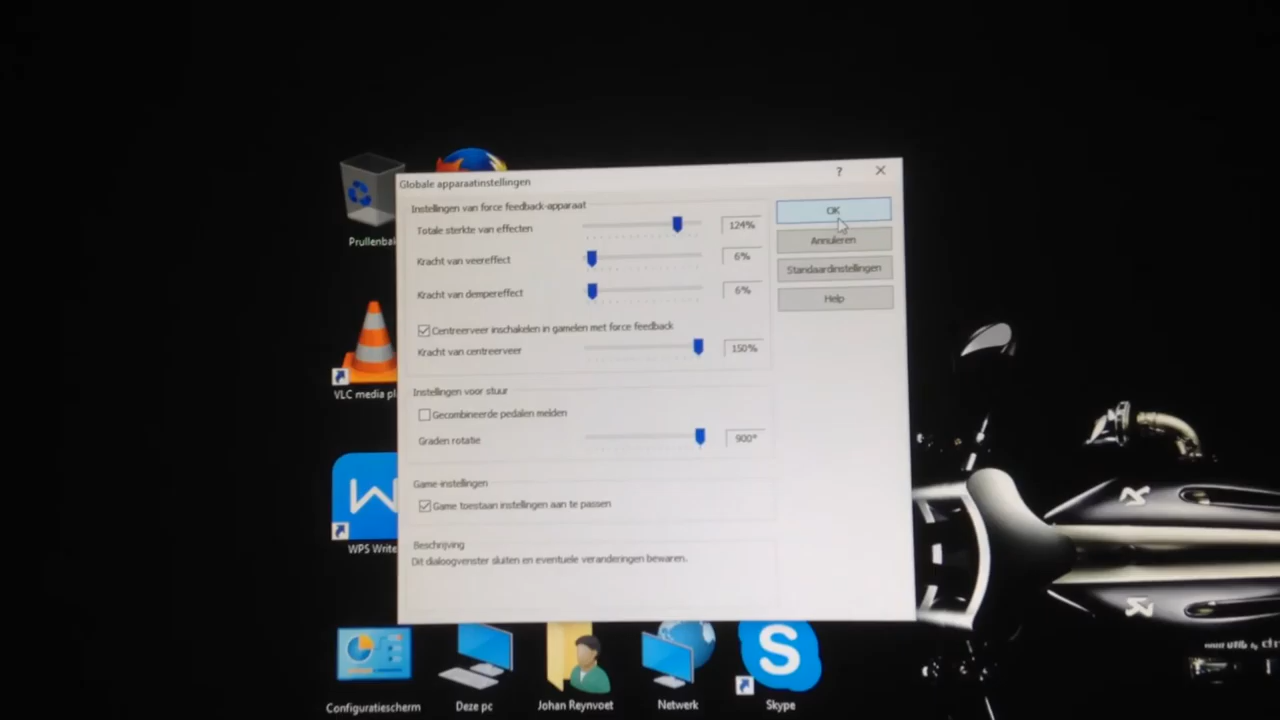 Prullenbak
VLC media pl
WPS Write
Globale apparaatinstellingen
?
Instellingen van force feedback-apparaat
Totale sterkte van effecten
124%
Kracht van veereffect
6%
Kracht van dempereffect
6%
Centreerveer inschakelen in gamelen met force feedback
Kracht van centreerveer
150%
Instellingen voor stuur
Gecombineerde pedalen melden
Graden rotatie
900°
Game-instellingen
Game toestaan instellingen aan te passen
Beschrijving
Dit dialoogvenster sluiten en eventuele veranderingen bewaren.
OK
Annuleren
Standaardinstellingen
Help
Configuratiescherm
Deze pc
Johan Reynvoet
Netwerk
S
Skype